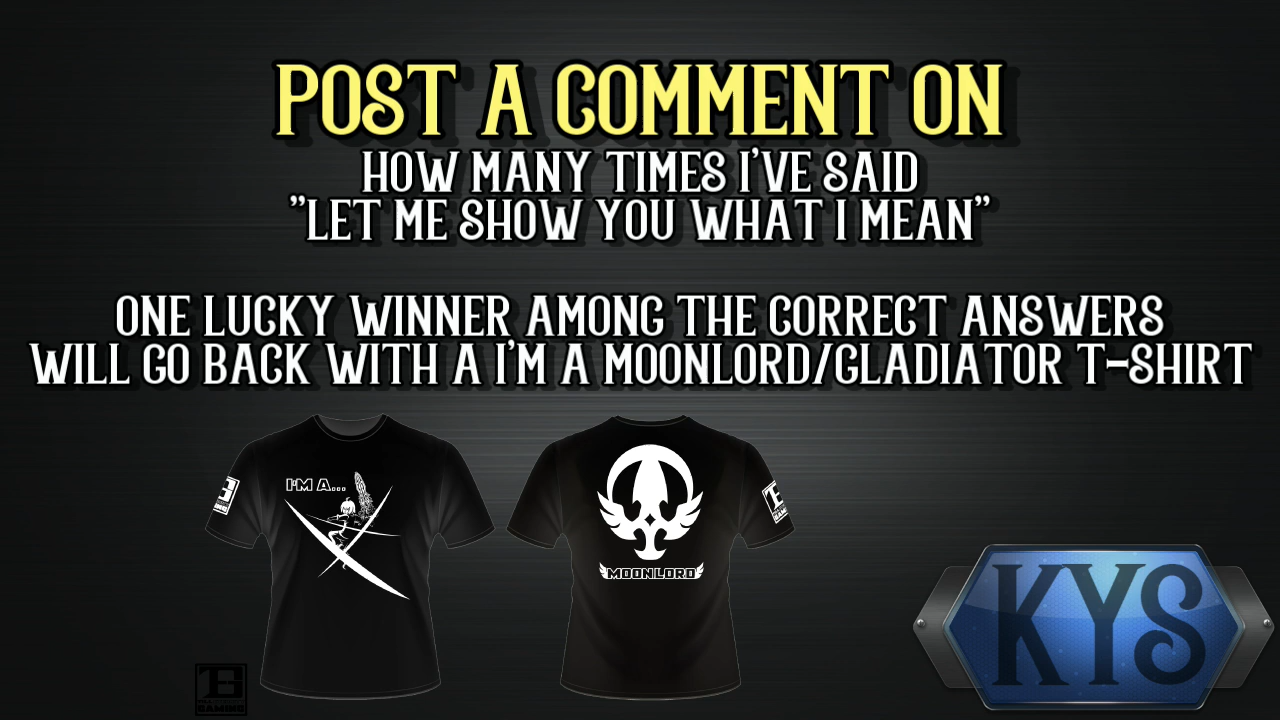 POST A COMMENT ON
HOW MANY TIMES I'VE SAID
"LET ME SHOW YOU WHAT I MEAN"
ONE LUCKY WINNER AMONG THE CORRECT ANSWERS
WILL GO BACK WITH A I'M A MOONLORD/GLADIATOR T-SHIRT
I'M A...
MOONLORD
KYS
GAMING